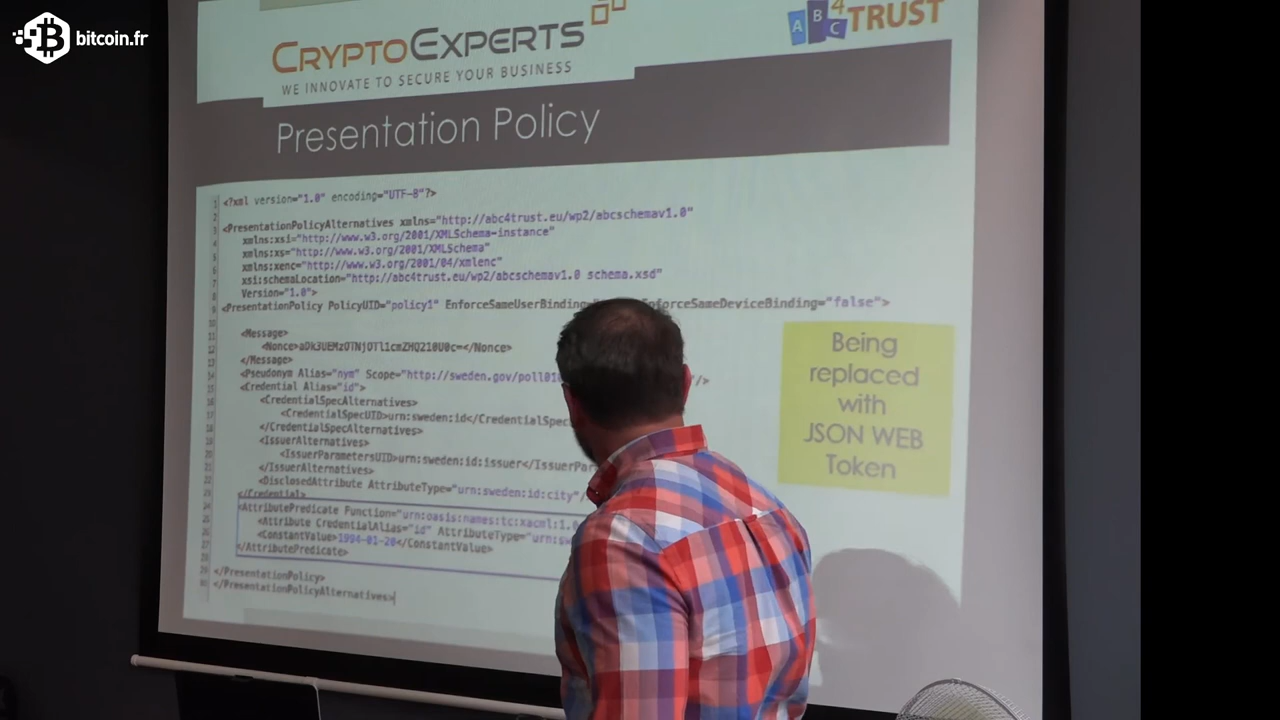 bitcoin.fr
CRYPTOEXPERTS
WE INNOVATE TO SECURE YOUR BUSINESS
ABC4TRUST
Presentation Policy
<?xml version="1.0" encoding="UTF-8"?>
<PresentationPolicyAlternatives xmlns="http://abc4trust.eu/wp2/abcschemav1.0"
xmlns:xsi="http://www.w3.org/2001/XMLSchema-instance"
xmlns:xs="http://www.w3.org/2001/XMLSchema"
xmlns:xenc="http://www.w3.org/2001/04/xmlenc"
xsi:schemaLocation="http://abc4trust.eu/wp2/abcschemav1.0 schema.xsd"
Version="1.0">
<PresentationPolicy PolicyUID="policy1" EnforceSameUserBinding= EnforceSameDeviceBinding="false">
<Message>
<Nonce> </Nonce>
</Message>
<Pseudonym Alias="nym" Scope="http://sweden.gov/ />
<Credential Alias="id">
<CredentialSpecAlternatives>
<CredentialSpecUID>urn:sweden:id</CredentialSpec
</CredentialSpecAlternatives>
<IssuerAlternatives>
<IssuerParametersUID>urn:sweden:id:issuer</IssuerPar
</IssuerAlternatives>
<DisclosedAttribute AttributeType="urn:sweden:id:city"/
</Credential>
<AttributePredicate Function="urn:oasis:names:tc:xacml:1.0
<Attribute CredentialAlias="id" AttributeType="urn:sw
<ConstantValue>1994-01-20</ConstantValue>
</AttributePredicate>
</PresentationPolicy>
</PresentationPolicyAlternatives>
Being
replaced
with
JSON WEB
Token